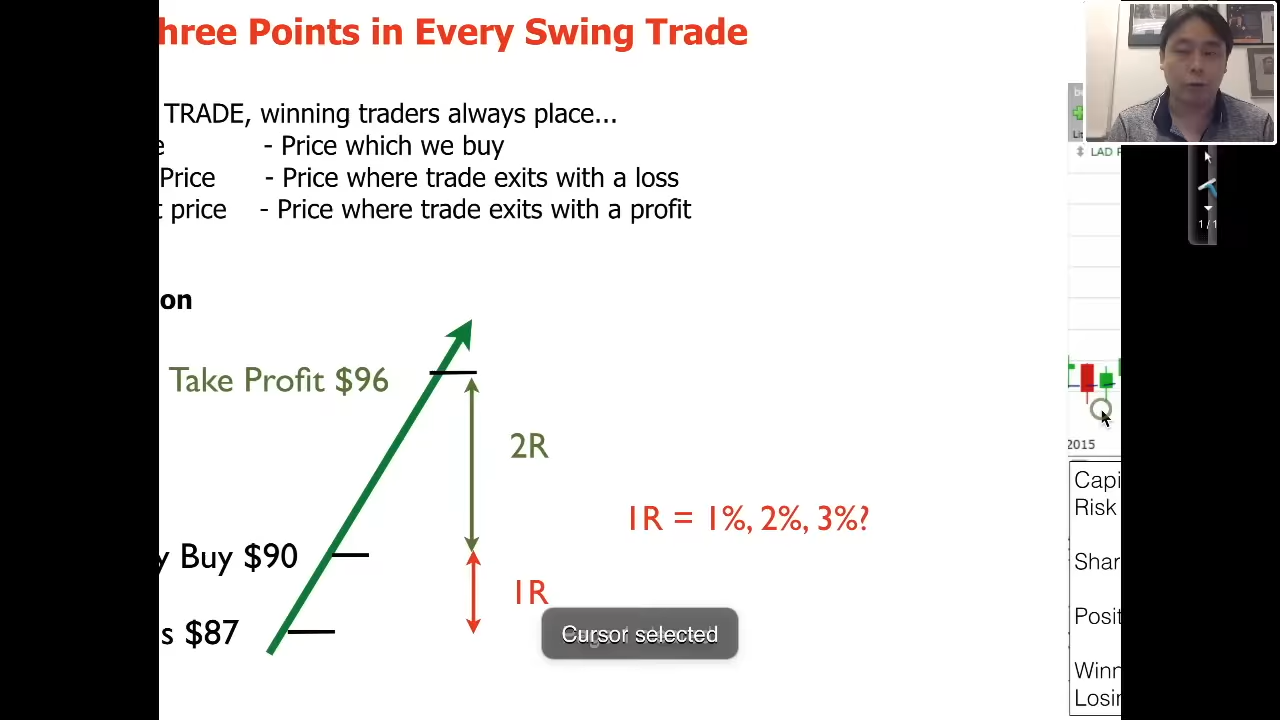 hree Points in Every Swing Trade
TRADE, winning traders always place...
e - Price which we buy
Price - Price where trade exits with a loss
t price - Price where trade exits with a profit
on
Take Profit $96
2R
1R = 1%, 2%, 3%?
y Buy $90
1R
s $87
Cursor selected
LAD
1/1
2015
Capi
Risk
Shar
Posit
Winn
Losin